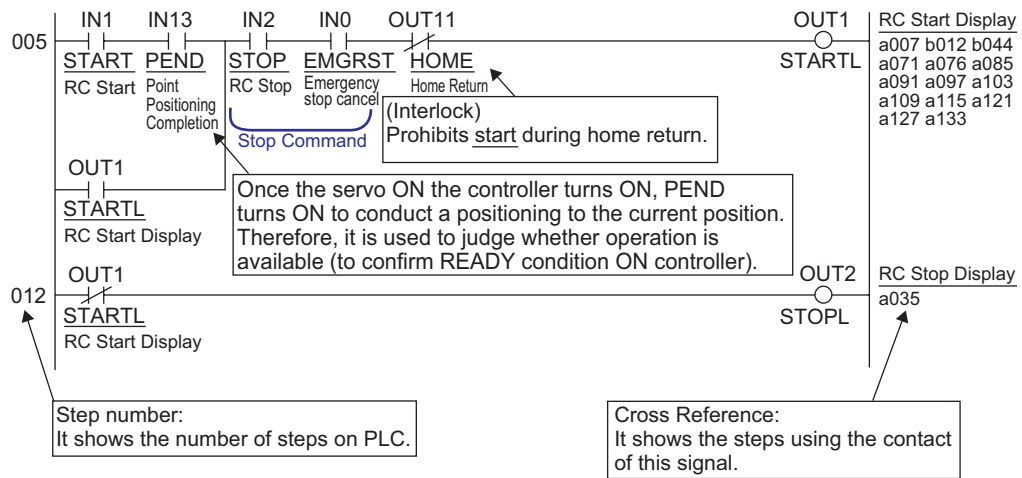 IN1 IN13 IN2 IN0 OUT11 OUT1
005
START PEND STOP EMGRST HOME STARTL
RC Start
Point
Positioning
Completion
RC Stop
Emergency
stop cancel
Home Return
Stop Command
(Interlock)
Prohibits start during home return.
RC Start Display
a007 b012 b044
a071 a076 a085
a091 a097 a103
a109 a115 a121
a127 a133
OUT1
STARTL
RC Start Display
Once the servo ON the controller turns ON, PEND
turns ON to conduct a positioning to the current position.
Therefore, it is used to judge whether operation is
available (to confirm READY condition ON controller).
OUT1 OUT2
012
STARTL STOPL
RC Start Display
RC Stop Display
a035
Step number:
It shows the number of steps on PLC.
Cross Reference:
It shows the steps using the contact
of this signal.